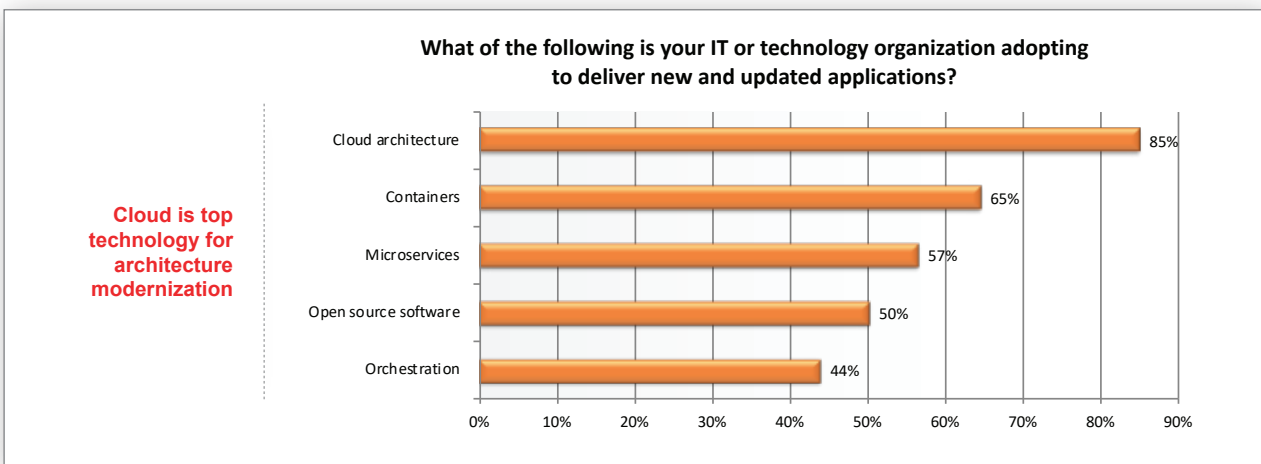 What of the following is your IT or technology organization adopting
to deliver new and updated applications?
Cloud is top
technology for
architecture
modernization
Cloud architecture
85%
Containers
65%
Microservices
57%
Open source software
50%
Orchestration
44%
0% 10% 20% 30% 40% 50% 60% 70% 80% 90%